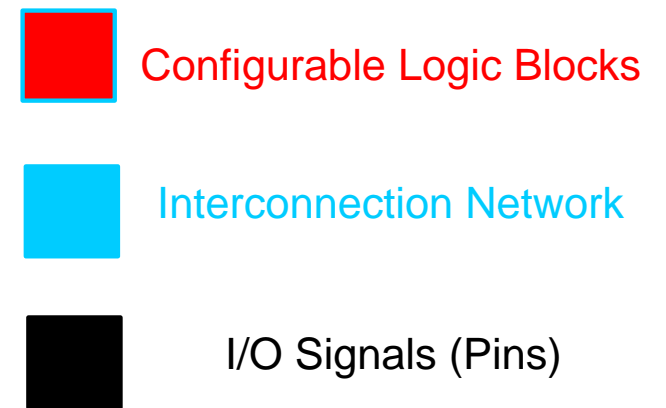 Configurable Logic Blocks
Interconnection Network
I/O Signals (Pins)